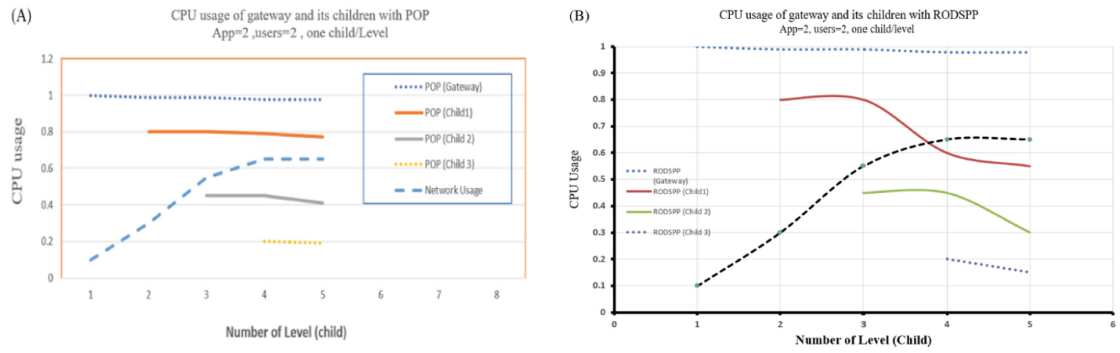 (A)
CPU usage of gateway and its children with POP
App=2 ,users=2 , one child/Level
CPU usage
1.2
1
0.8
0.6
0.4
0.2
0
1 2 3 4 5 6 7 8
Number of Level (child)
POP (Gateway)
POP (Child1)
POP (Child 2)
POP (Child 3)
Network Usage
(B)
CPU usage of gateway and its children with RODSPP
App=2, users=2, one child/level
CPU Usage
1
0.9
0.8
0.7
0.6
0.5
0.4
0.3
0.2
0.1
0
0 1 2 3 4 5 6
Number of Level (Child)
RODSPP
(Gateway)
RODSPP (Child1)
RODSPP (Child 2)
RODSPP (Child 3)